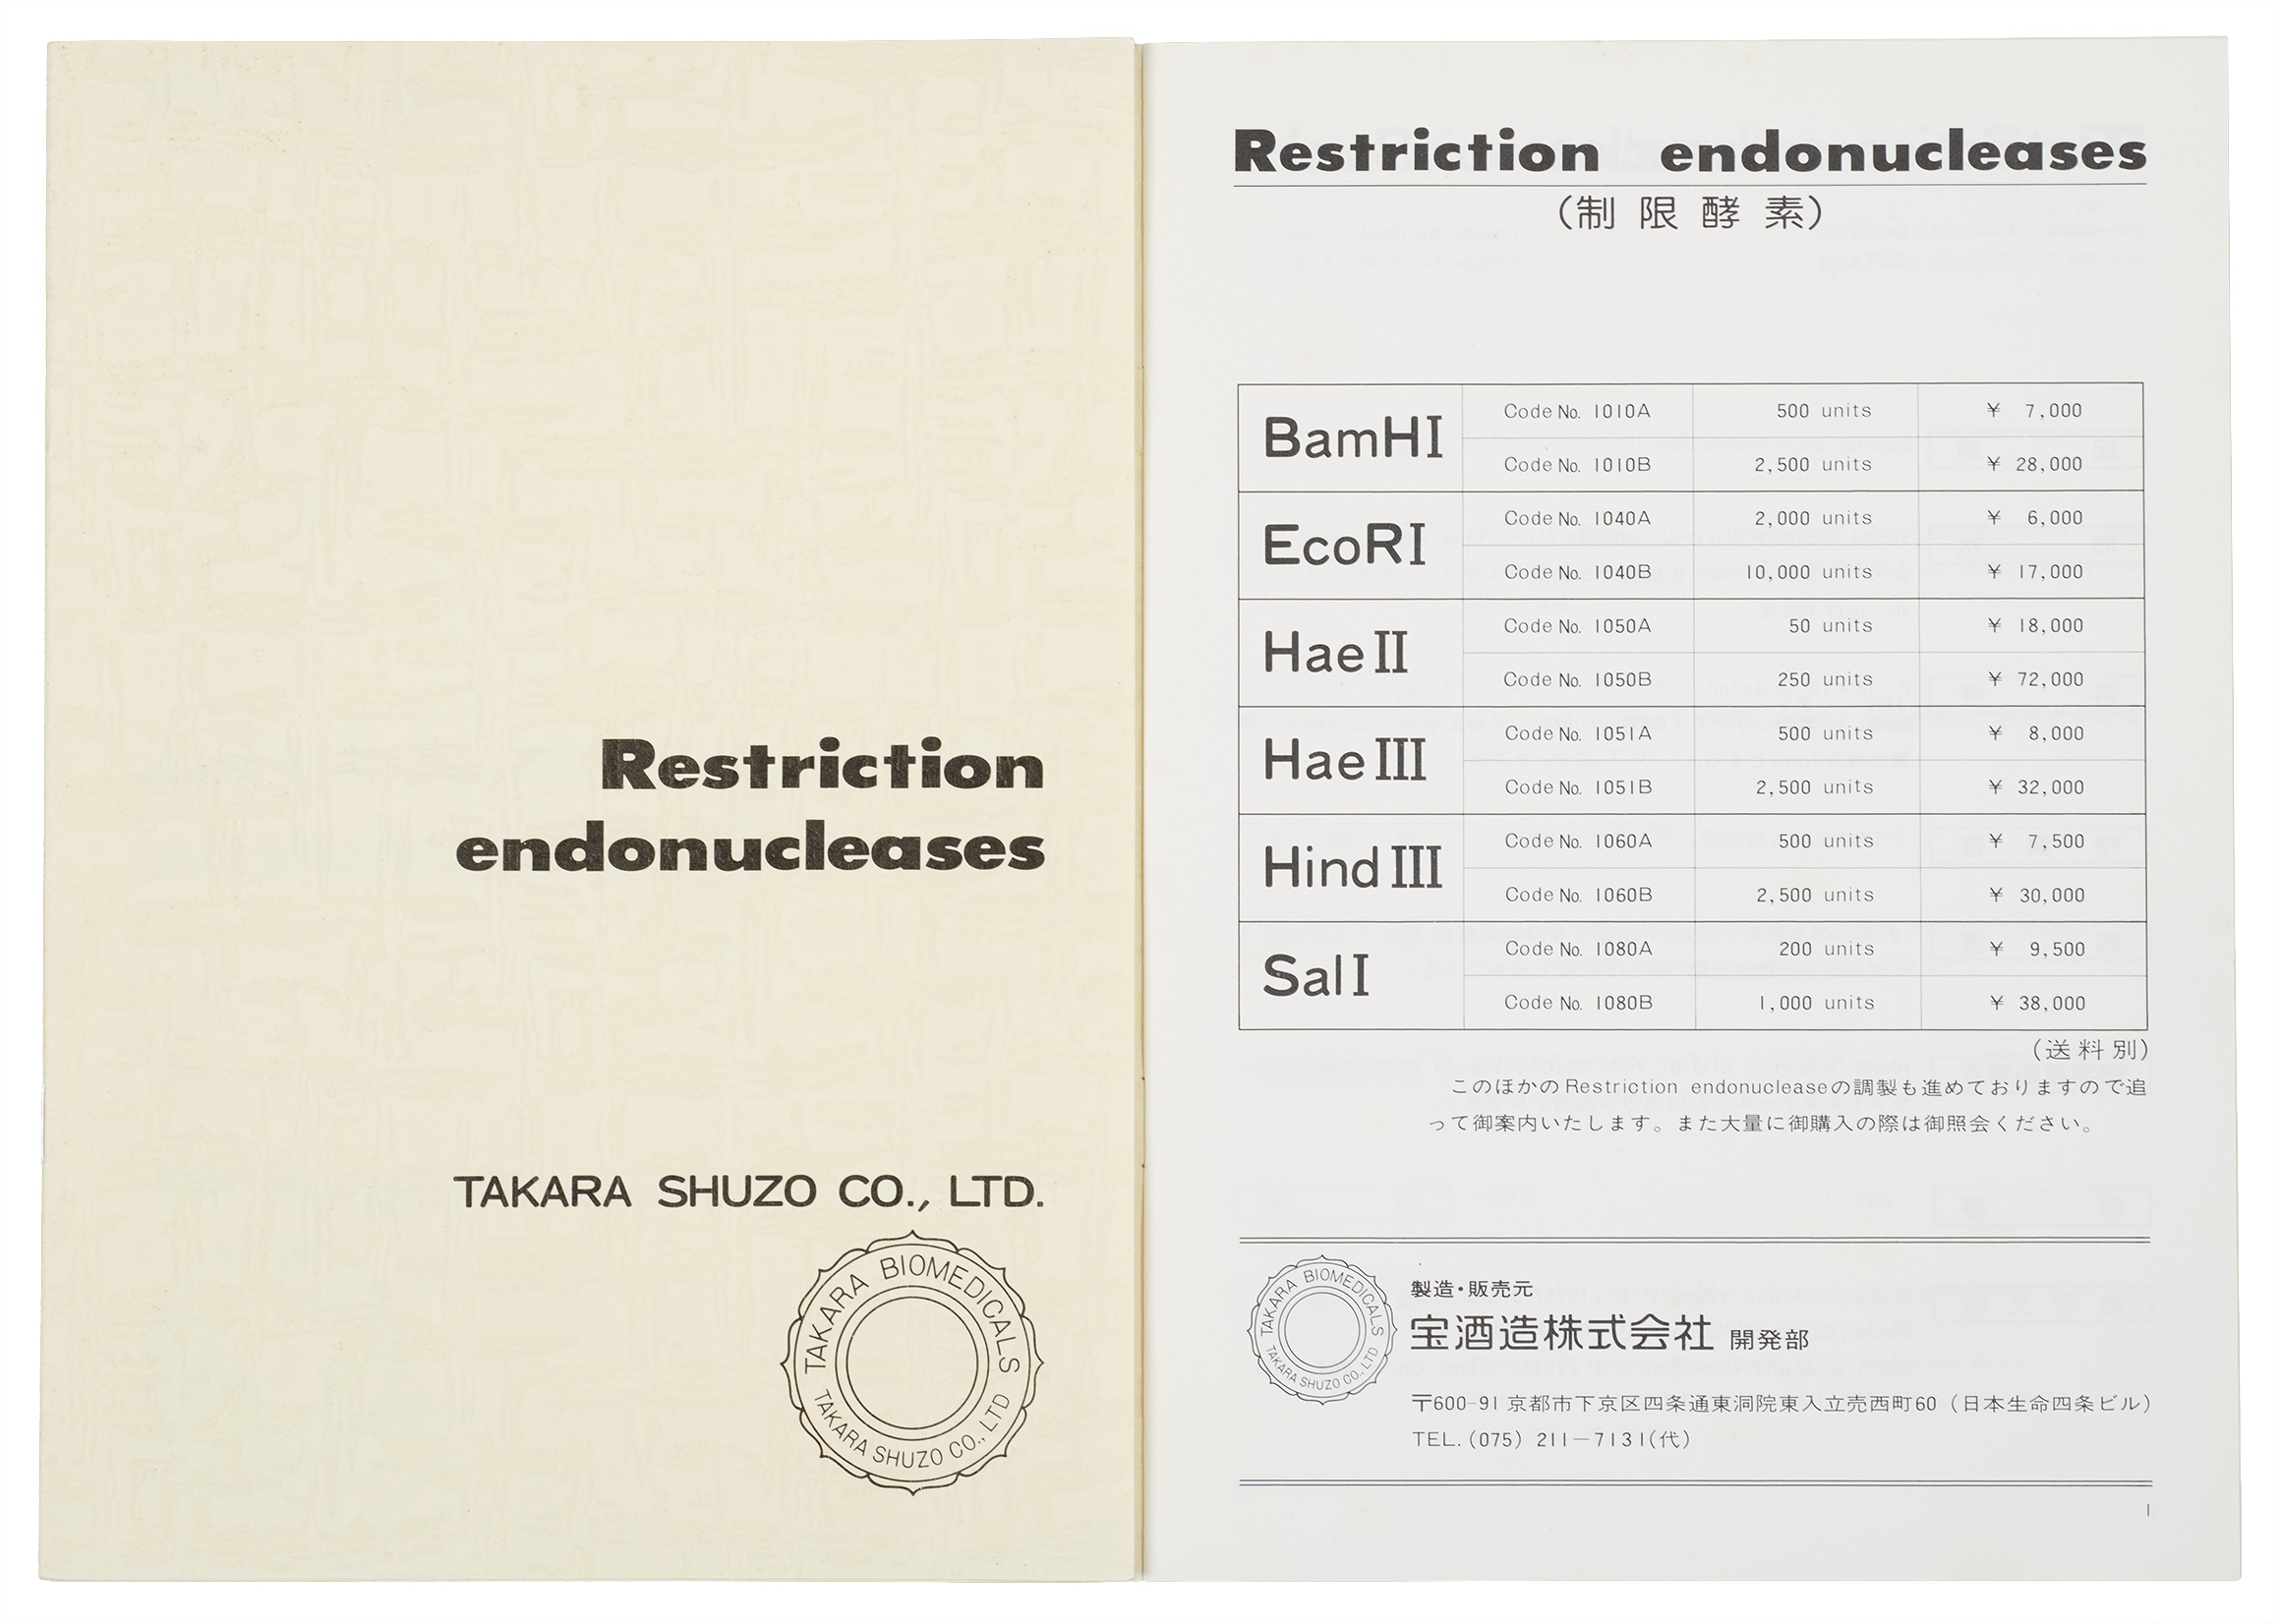 Restriction
endonucleases
TAKARA SHUZO CO., LTD.
TAKARA BIOMEDICALS
TAKARA SHUZO CO., LTD
Restriction endonucleases
(制限酵素)
BamHI Code No. 1010A 500 units ¥ 7,000
Code No. 1010B 2,500 units ¥ 28,000
EcoRI Code No. 1040A 2,000 units ¥ 6,000
Code No. 1040B 10,000 units ¥ 17,000
HaeII Code No. 1050A 50 units ¥ 18,000
Code No. 1050B 250 units ¥ 72,000
HaeIII Code No. 1051A 500 units ¥ 8,000
Code No. 1051B 2,500 units ¥ 32,000
HindIII Code No. 1060A 500 units ¥ 7,500
Code No. 1060B 2,500 units ¥ 30,000
SalI Code No. 1080A 200 units ¥ 9,500
Code No. 1080B 1,000 units ¥ 38,000
(送料別)
このほかのRestriction endonucleaseの調製も進めておりますので追
って御案内いたします。また大量に御購入の際は御照会ください。
TAKARA BIOMEDICALS
TAKARA SHUZO CO., LTD
製造・販売元
宝酒造株式会社 開発部
〒600-91 京都市下京区四条通東洞院東入立売西町60(日本生命四条ビル)
TEL.(075) 211-7131(代)
1